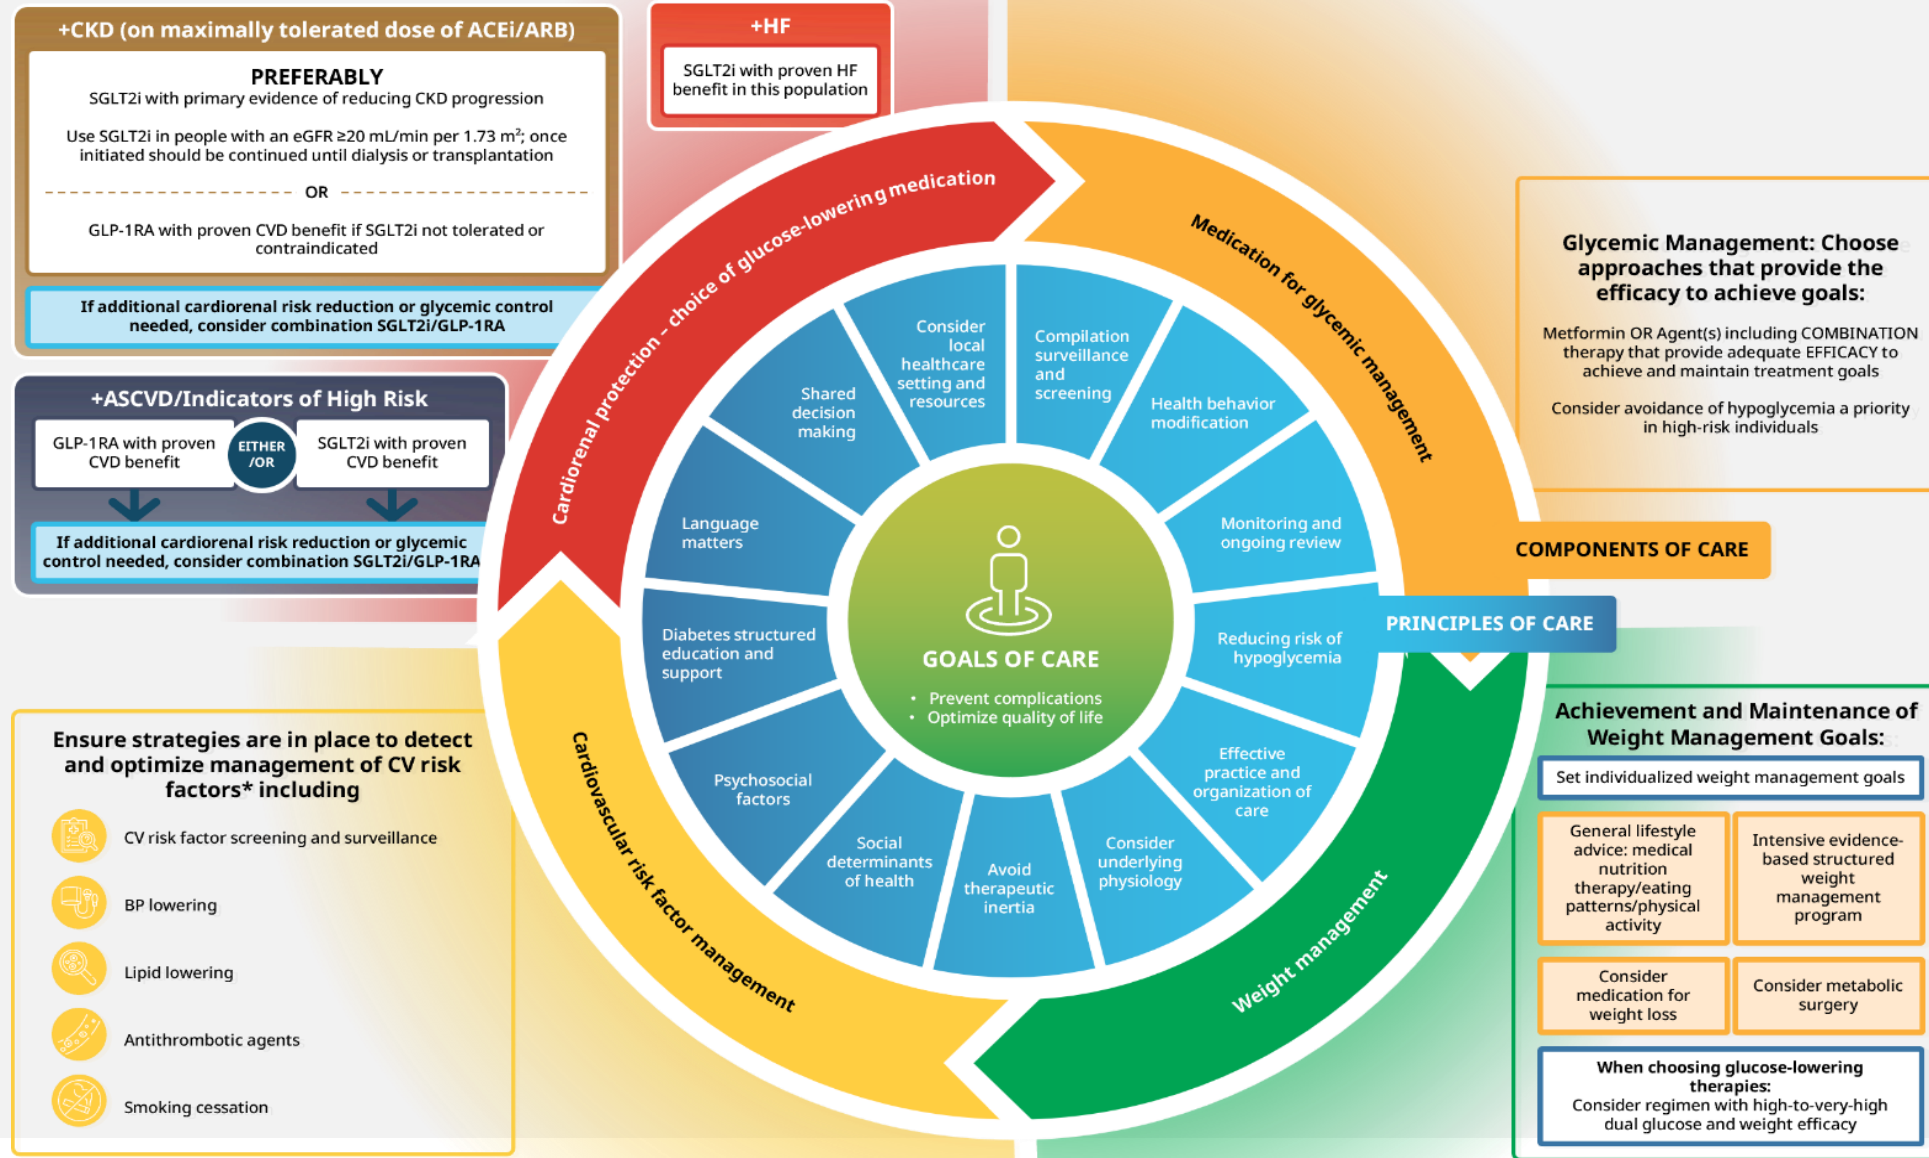 +CKD (on maximally tolerated dose of ACEi/ARB)
PREFERABLY
SGLT2i with primary evidence of reducing CKD progression
Use SGLT2i in people with an eGFR ≥20 mL/min per 1.73 m²; once
initiated should be continued until dialysis or transplantation
OR
GLP-1RA with proven CVD benefit if SGLT2i not tolerated or
contraindicated
If additional cardiorenal risk reduction or glycemic control
needed, consider combination SGLT2i/GLP-1RA
+HF
SGLT2i with proven HF
benefit in this population
+ASCVD/Indicators of High Risk
GLP-1RA with proven
CVD benefit
EITHER
/OR
SGLT2i with proven
CVD benefit
If additional cardiorenal risk reduction or glycemic
control needed, consider combination SGLT2i/GLP-1RA
Cardiorenal protection – choice of glucose-lowering medication
Medication for glycemic management
Weight management
Cardiovascular risk factor management
Glycemic Management: Choose
approaches that provide the
efficacy to achieve goals:
Metformin OR Agent(s) including COMBINATION
therapy that provide adequate EFFICACY to
achieve and maintain treatment goals
Consider avoidance of hypoglycemia a priority
in high-risk individuals
COMPONENTS OF CARE
PRINCIPLES OF CARE
Compilation
surveillance
and
screening
Health behavior
modification
Monitoring and
ongoing review
Reducing risk of
hypoglycemia
Effective
practice and
organization of
care
Consider
underlying
physiology
Avoid
therapeutic
inertia
Social
determinants
of health
Psychosocial
factors
Diabetes structured
education and
support
Language
matters
Shared
decision
making
Consider
local
healthcare
setting and
resources
GOALS OF CARE
• Prevent complications
• Optimize quality of life
Ensure strategies are in place to detect
and optimize management of CV risk
factors* including
CV risk factor screening and surveillance
BP lowering
Lipid lowering
Antithrombotic agents
Smoking cessation
Achievement and Maintenance of
Weight Management Goals:
Set individualized weight management goals
General lifestyle
advice: medical
nutrition
therapy/eating
patterns/physical
activity
Intensive evidence-
based structured
weight
management
program
Consider
medication for
weight loss
Consider metabolic
surgery
When choosing glucose-lowering
therapies:
Consider regimen with high-to-very-high
dual glucose and weight efficacy